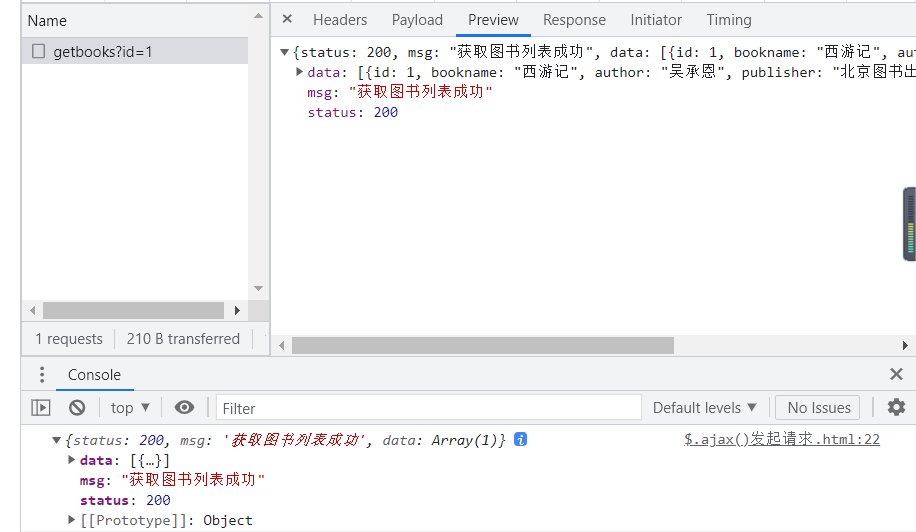 Name
getbooks?id=1
1 requests
210 B transferred
Headers Payload Preview Response Initiator Timing
{status: 200, msg: "获取图书列表成功", data: [{id: 1, bookname: "西游记", au
data: [{id: 1, bookname: "西游记", author: "吴承恩", publisher: "北京图书出
msg: "获取图书列表成功"
status: 200
Console
top Filter Default levels No Issues
{status: 200, msg: '获取图书列表成功', data: Array(1)} i $.ajax()发起请求.html:22
data: [{…}]
msg: "获取图书列表成功"
status: 200
[[Prototype]]: Object